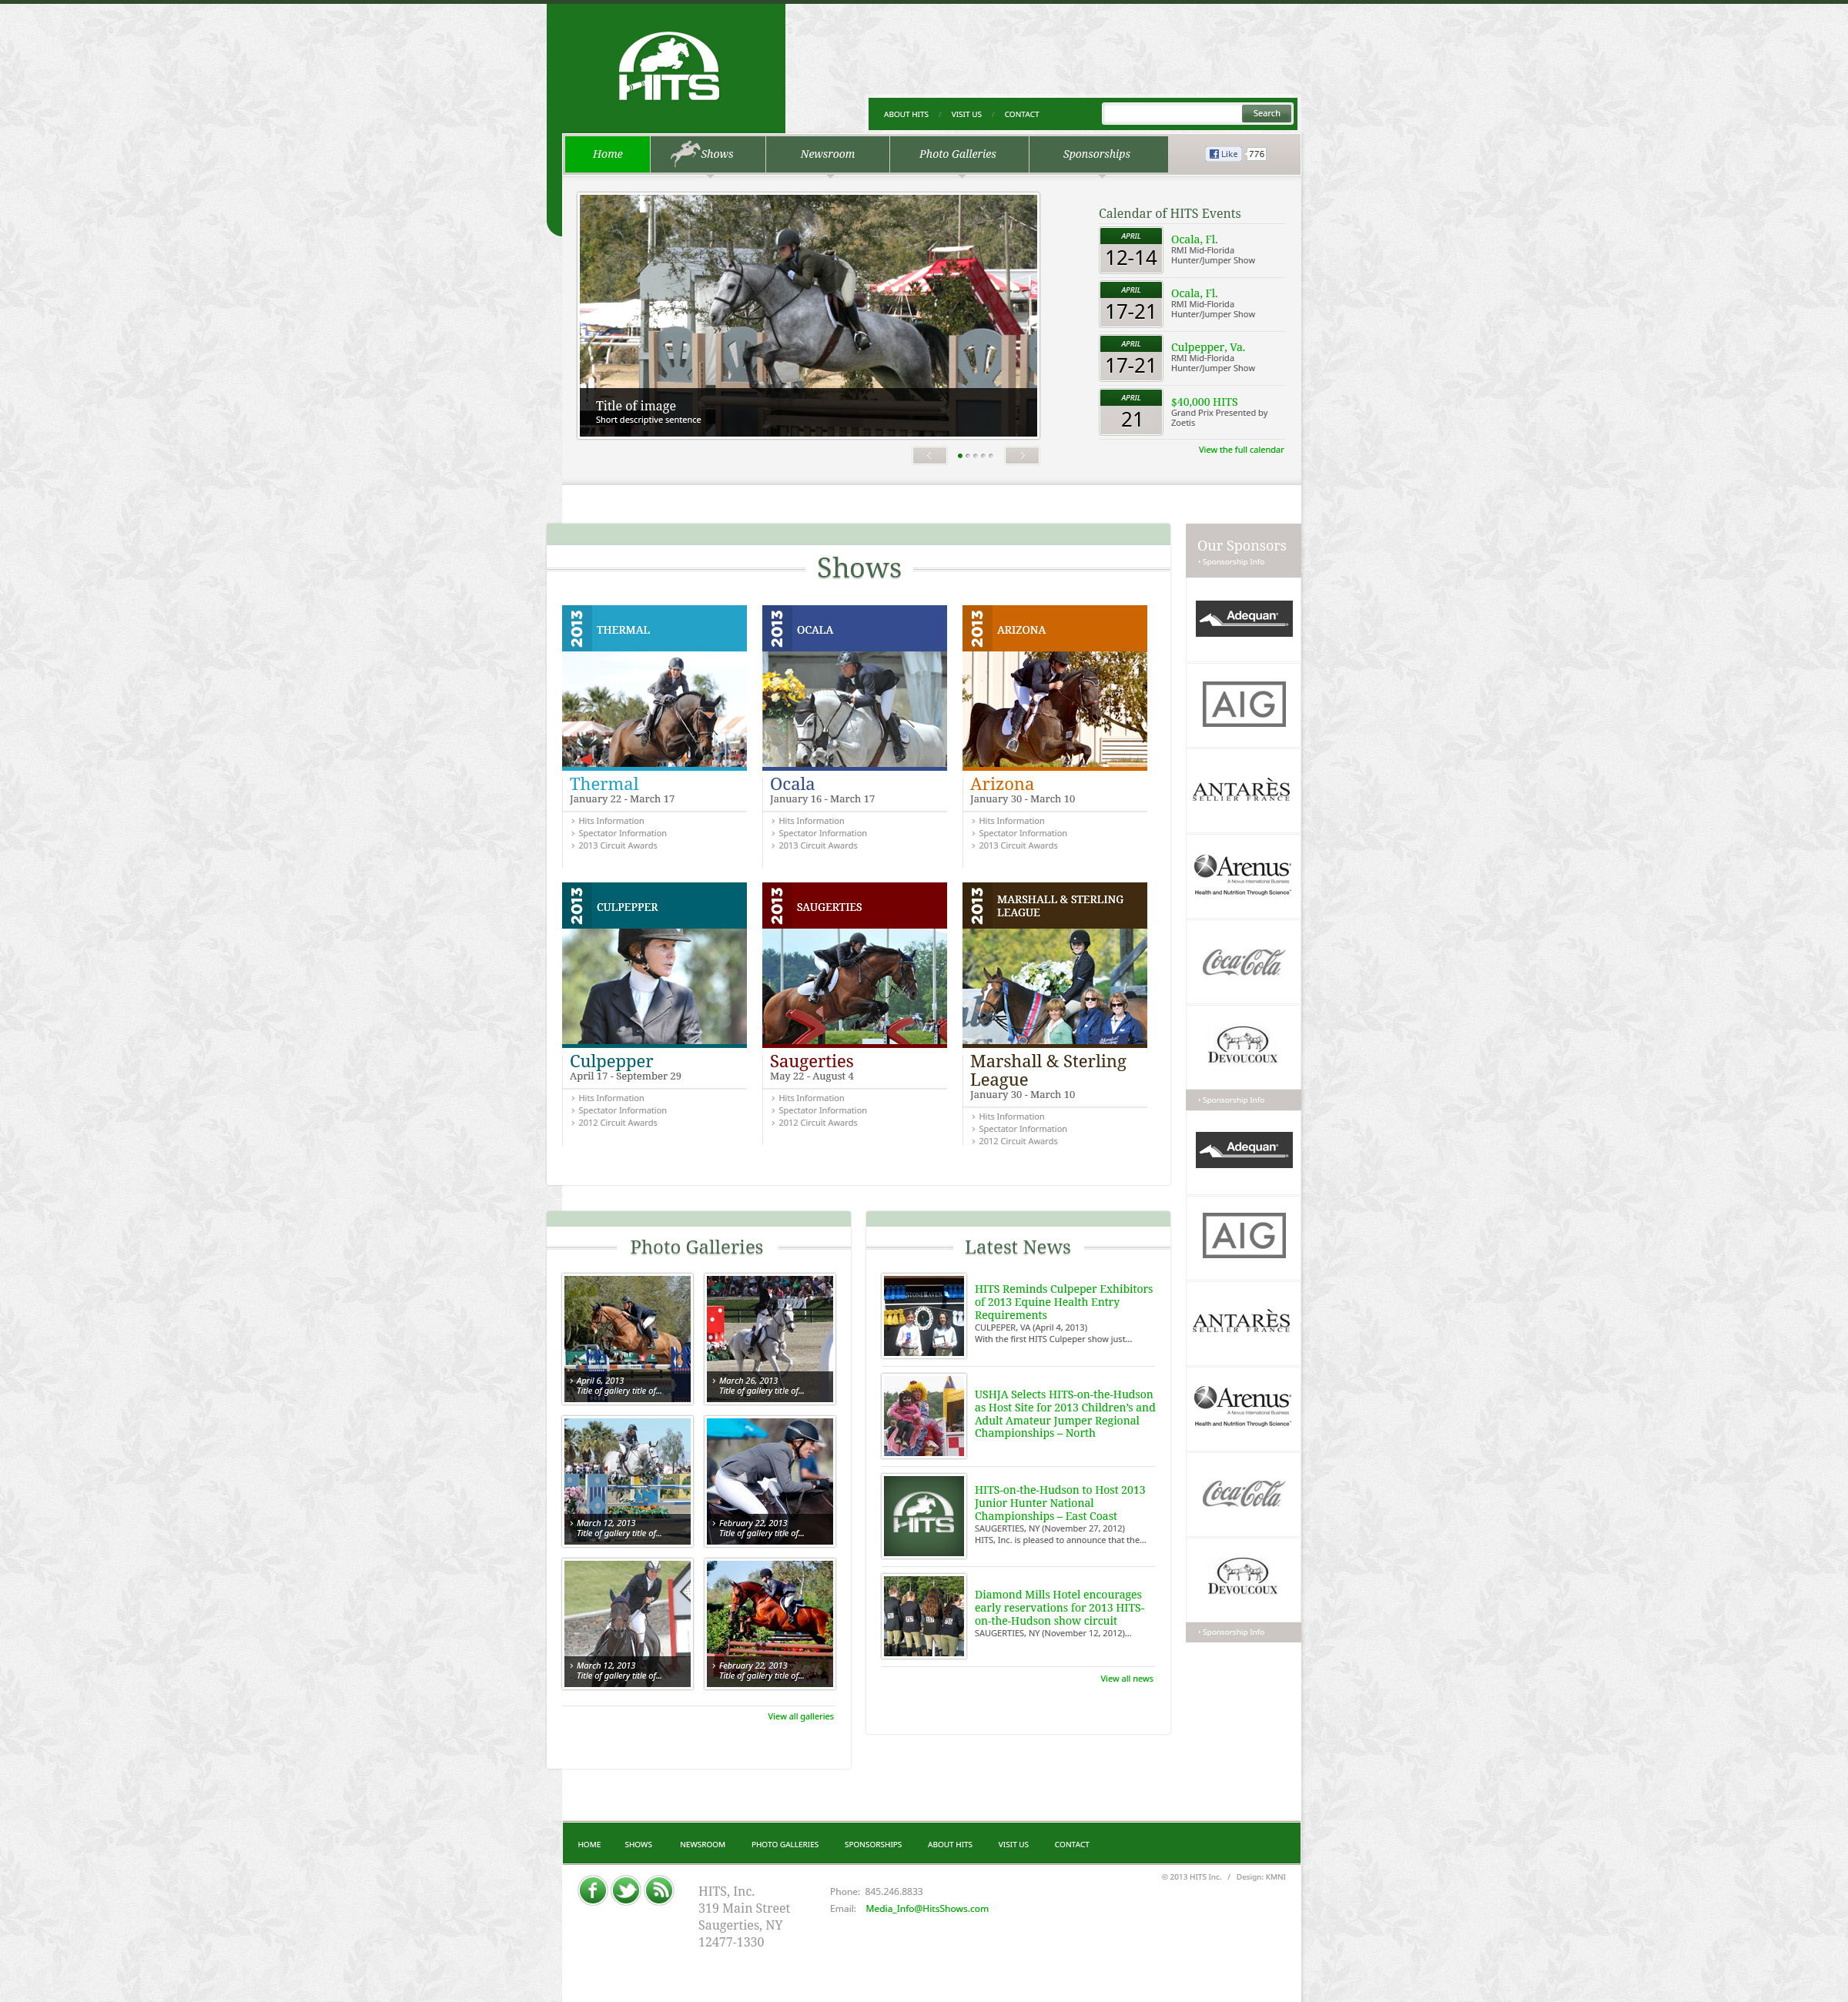 HITS
ABOUT HITS / VISIT US / CONTACT
Search
Home
Shows
Newsroom
Photo Galleries
Sponsorships
Like 776
Title of image
Short descriptive sentence
Calendar of HITS Events
APRIL
12-14
Ocala, Fl.
RMI Mid-Florida
Hunter/Jumper Show
APRIL
17-21
Ocala, Fl.
RMI Mid-Florida
Hunter/Jumper Show
APRIL
17-21
Culpepper, Va.
RMI Mid-Florida
Hunter/Jumper Show
APRIL
21
$40,000 HITS
Grand Prix Presented by
Zoetis
View the full calendar
Shows
2013 THERMAL
Thermal
January 22 - March 17
Hits Information
Spectator Information
2013 Circuit Awards
2013 OCALA
Ocala
January 16 - March 17
Hits Information
Spectator Information
2013 Circuit Awards
2013 ARIZONA
Arizona
January 30 - March 10
Hits Information
Spectator Information
2013 Circuit Awards
2013 CULPEPPER
Culpepper
April 17 - September 29
Hits Information
Spectator Information
2012 Circuit Awards
2013 SAUGERTIES
Saugerties
May 22 - August 4
Hits Information
Spectator Information
2012 Circuit Awards
2013 MARSHALL & STERLING
LEAGUE
Marshall & Sterling
League
January 30 - March 10
Hits Information
Spectator Information
2012 Circuit Awards
Our Sponsors
Sponsorship Info
Adequan®
AIG
ANTARÈS
SELLIER FRANCE
Arenus
A Novus International Business
Health and Nutrition Through Science™
Coca-Cola
DEVOUCOUX
Sponsorship Info
Adequan®
AIG
ANTARÈS
SELLIER FRANCE
Arenus
A Novus International Business
Health and Nutrition Through Science™
Coca-Cola
DEVOUCOUX
Sponsorship Info
Photo Galleries
April 6, 2013
Title of gallery title of...
March 26, 2013
Title of gallery title of...
March 12, 2013
Title of gallery title of...
February 22, 2013
Title of gallery title of...
March 12, 2013
Title of gallery title of...
February 22, 2013
Title of gallery title of...
View all galleries
Latest News
STONEHAVEN
HITS Reminds Culpeper Exhibitors
of 2013 Equine Health Entry
Requirements
CULPEPER, VA (April 4, 2013)
With the first HITS Culpeper show just...
USHJA Selects HITS-on-the-Hudson
as Host Site for 2013 Children’s and
Adult Amateur Jumper Regional
Championships – North
HITS
HITS-on-the-Hudson to Host 2013
Junior Hunter National
Championships – East Coast
SAUGERTIES, NY (November 27, 2012)
HITS, Inc. is pleased to announce that the...
Diamond Mills Hotel encourages
early reservations for 2013 HITS-
on-the-Hudson show circuit
SAUGERTIES, NY (November 12, 2012)...
View all news
HOME SHOWS NEWSROOM PHOTO GALLERIES SPONSORSHIPS ABOUT HITS VISIT US CONTACT
© 2013 HITS Inc. / Design: KMNI
HITS, Inc.
319 Main Street
Saugerties, NY
12477-1330
Phone: 845.246.8833
Email: Media_Info@HitsShows.com